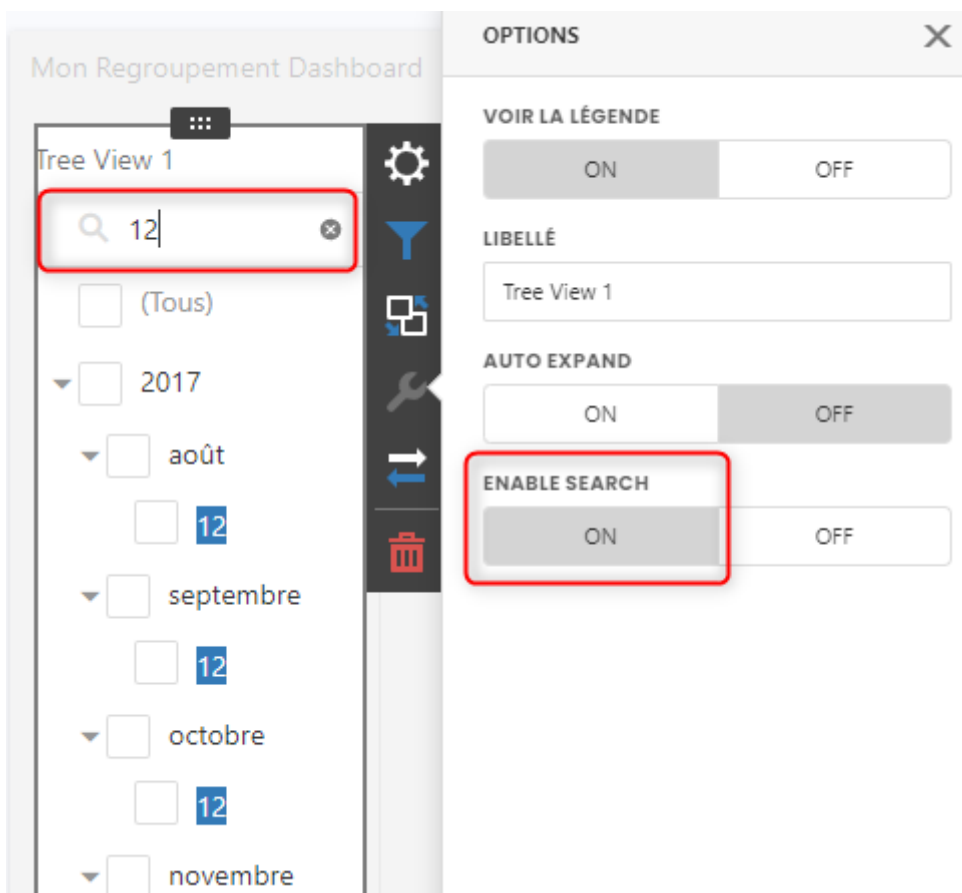 Mon Regroupement Dashboard
Tree View 1
12
(Tous)
2017
août
12
septembre
12
octobre
12
novembre
OPTIONS
VOIR LA LÉGENDE
ON OFF
LIBELLÉ
Tree View 1
AUTO EXPAND
ON OFF
ENABLE SEARCH
ON OFF